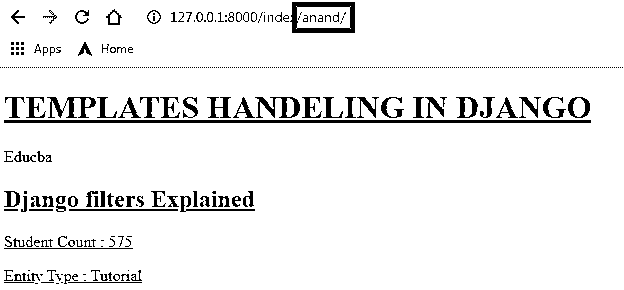 127.0.0.1:8000/index/anand/
Apps Home
TEMPLATES HANDELING IN DJANGO
Educba
Django filters Explained
Student Count : 575
Entity Type : Tutorial